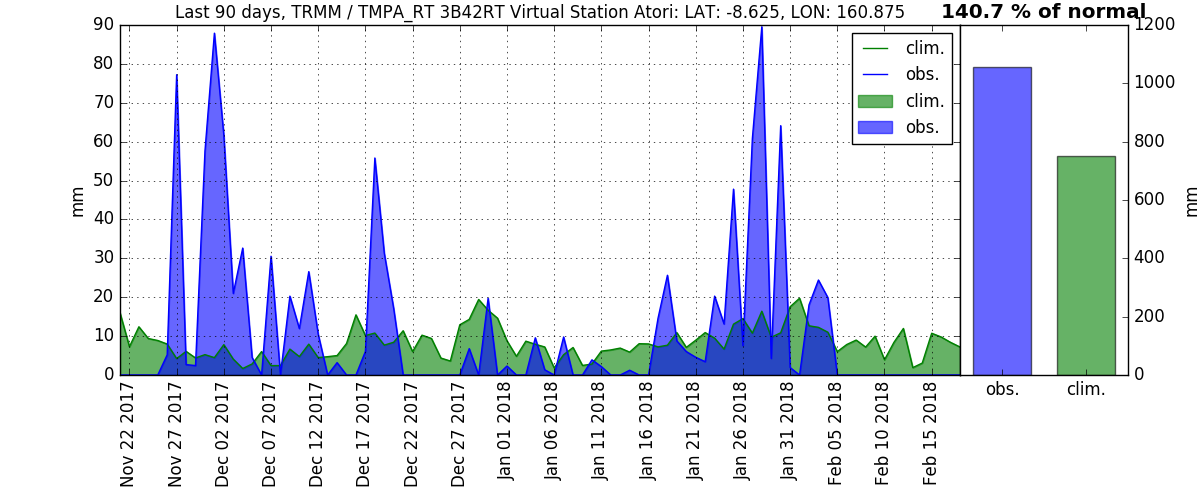 Last 90 days, TRMM / TMPA_RT 3B42RT Virtual Station Atori: LAT: -8.625, LON: 160.875
140.7 % of normal
90
80
70
60
50
40
30
20
10
0
mm
clim.
obs.
clim.
obs.
1200
1000
800
600
400
200
0
mm
obs.
clim.
Nov 22 2017
Nov 27 2017
Dec 02 2017
Dec 07 2017
Dec 12 2017
Dec 17 2017
Dec 22 2017
Dec 27 2017
Jan 01 2018
Jan 06 2018
Jan 11 2018
Jan 16 2018
Jan 21 2018
Jan 26 2018
Jan 31 2018
Feb 05 2018
Feb 10 2018
Feb 15 2018